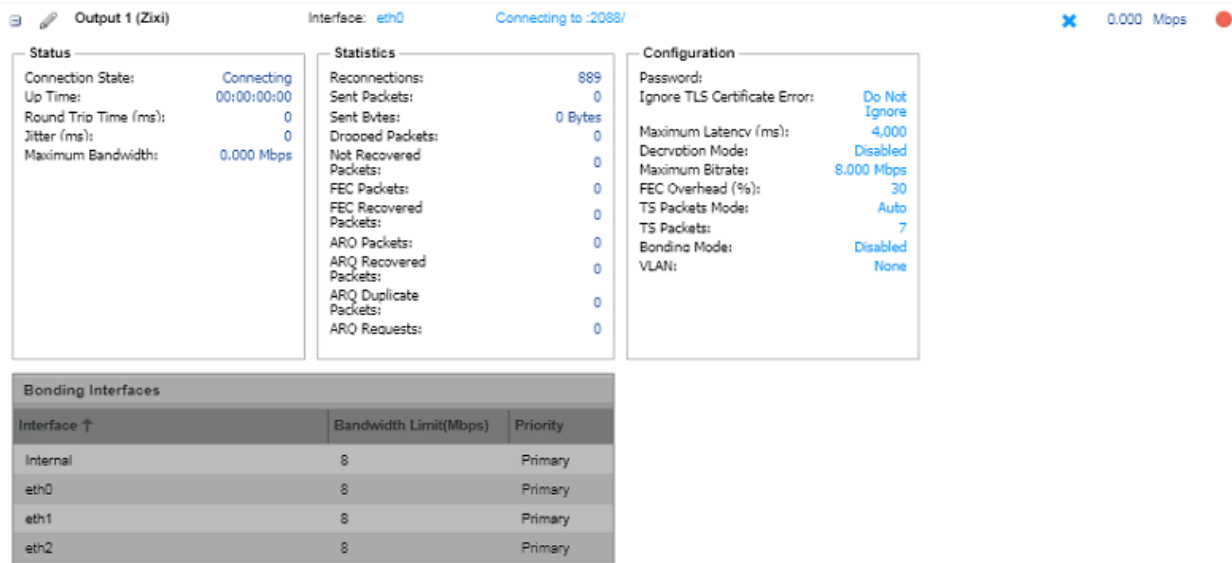 Output 1 (Zixi) Interface: eth0 Connecting to :2088/ 0.000 Mbps
Status
Connection State: Connecting
Up Time: 00:00:00:00
Round Trip Time (ms): 0
Jitter (ms): 0
Maximum Bandwidth: 0.000 Mbps
Statistics
Reconnections: 889
Sent Packets: 0
Sent Bytes: 0 Bytes
Dropped Packets: 0
Not Recovered
Packets: 0
FEC Packets: 0
FEC Recovered
Packets: 0
ARQ Packets: 0
ARQ Recovered
Packets: 0
ARQ Duplicate
Packets: 0
ARQ Requests: 0
Configuration
Password:
Ignore TLS Certificate Error: Do Not
Ignore
Maximum Latency (ms): 4,000
Decryption Mode: Disabled
Maximum Bitrate: 8.000 Mbps
FEC Overhead (%): 30
TS Packets Mode: Auto
TS Packets: 7
Bonding Mode: Disabled
VLAN: None
Bonding Interfaces
Interface ↑ Bandwidth Limit(Mbps) Priority
Internal 8 Primary
eth0 8 Primary
eth1 8 Primary
eth2 8 Primary